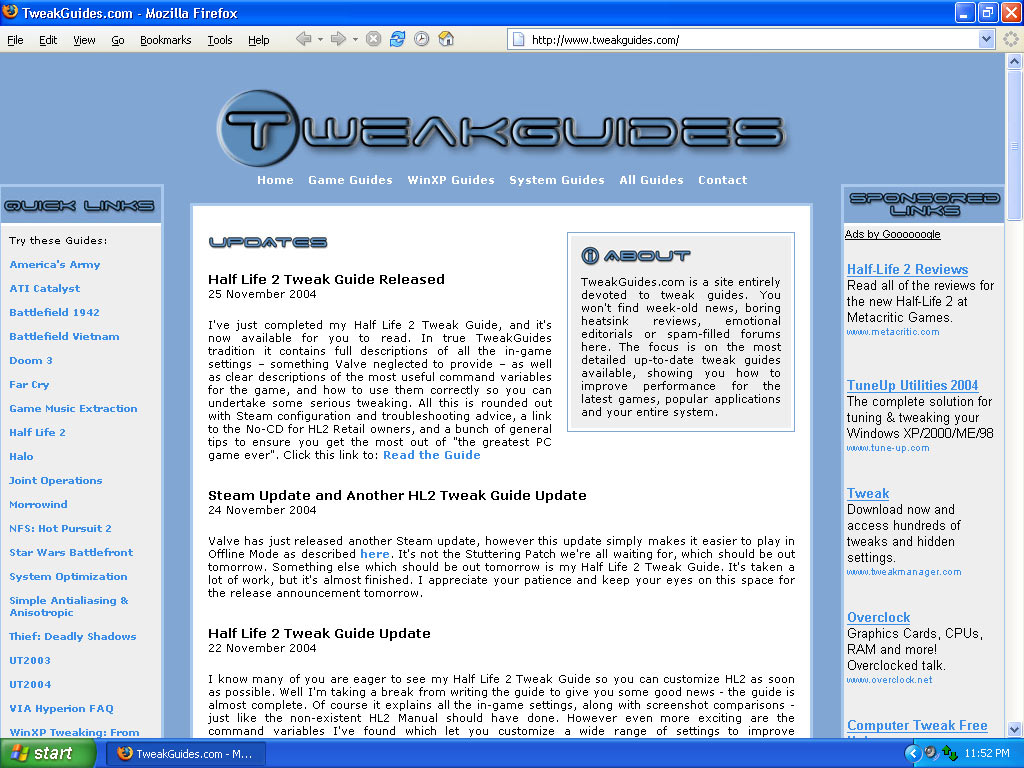 TweakGuides.com - Mozilla Firefox
File Edit View Go Bookmarks Tools Help
http://www.tweakguides.com/
TWEAKGUIDES
Home Game Guides WinXP Guides System Guides All Guides Contact
QUICK LINKS
Try these Guides:
America's Army
ATI Catalyst
Battlefield 1942
Battlefield Vietnam
Doom 3
Far Cry
Game Music Extraction
Half Life 2
Halo
Joint Operations
Morrowind
NFS: Hot Pursuit 2
Star Wars Battlefront
System Optimization
Simple Antialiasing &
Anisotropic
Thief: Deadly Shadows
UT2003
UT2004
VIA Hyperion FAQ
WinXP Tweaking: From
UPDATES
Half Life 2 Tweak Guide Released
25 November 2004
I've just completed my Half Life 2 Tweak Guide, and it's
now available for you to read. In true TweakGuides
tradition it contains full descriptions of all the in-game
settings – something Valve neglected to provide – as well
as clear descriptions of the most useful command variables
for the game, and how to use them correctly so you can
undertake some serious tweaking. All this is rounded out
with Steam configuration and troubleshooting advice, a link
to the No-CD for HL2 Retail owners, and a bunch of general
tips to ensure you get the most out of "the greatest PC
game ever". Click this link to: Read the Guide
ABOUT
TweakGuides.com is a site entirely
devoted to tweak guides. You
won't find week-old news, boring
heatsink reviews, emotional
editorials or spam-filled forums
here. The focus is on the most
detailed up-to-date tweak guides
available, showing you how to
improve performance for the
latest games, popular applications
and your entire system.
Steam Update and Another HL2 Tweak Guide Update
24 November 2004
Valve has just released another Steam update, however this update simply makes it easier to play in
Offline Mode as described here. It's not the Stuttering Patch we're all waiting for, which should be out
tomorrow. Something else which should be out tomorrow is my Half Life 2 Tweak Guide. It's taken a
lot of work, but it's almost finished. I appreciate your patience and keep your eyes on this space for
the release announcement tomorrow.
Half Life 2 Tweak Guide Update
22 November 2004
I know many of you are eager to see my Half Life 2 Tweak Guide so you can customize HL2 as soon
as possible. Well I'm taking a break from writing the guide to give you some good news - the guide is
almost complete. Of course it explains all the in-game settings, along with screenshot comparisons -
just like the non-existent HL2 Manual should have done. However even more exciting are the
command variables I've found which let you customize a wide range of settings to improve
SPONSORED
LINKS
Ads by Goooooogle
Half-Life 2 Reviews
Read all of the reviews for
the new Half-Life 2 at
Metacritic Games.
www.metacritic.com
TuneUp Utilities 2004
The complete solution for
tuning & tweaking your
Windows XP/2000/ME/98
www.tune-up.com
Tweak
Download now and
access hundreds of
tweaks and hidden
settings.
www.tweakmanager.com
Overclock
Graphics Cards, CPUs,
RAM and more!
Overclocked talk.
www.overclock.net
Computer Tweak Free
start TweakGuides.com - M... 11:52 PM